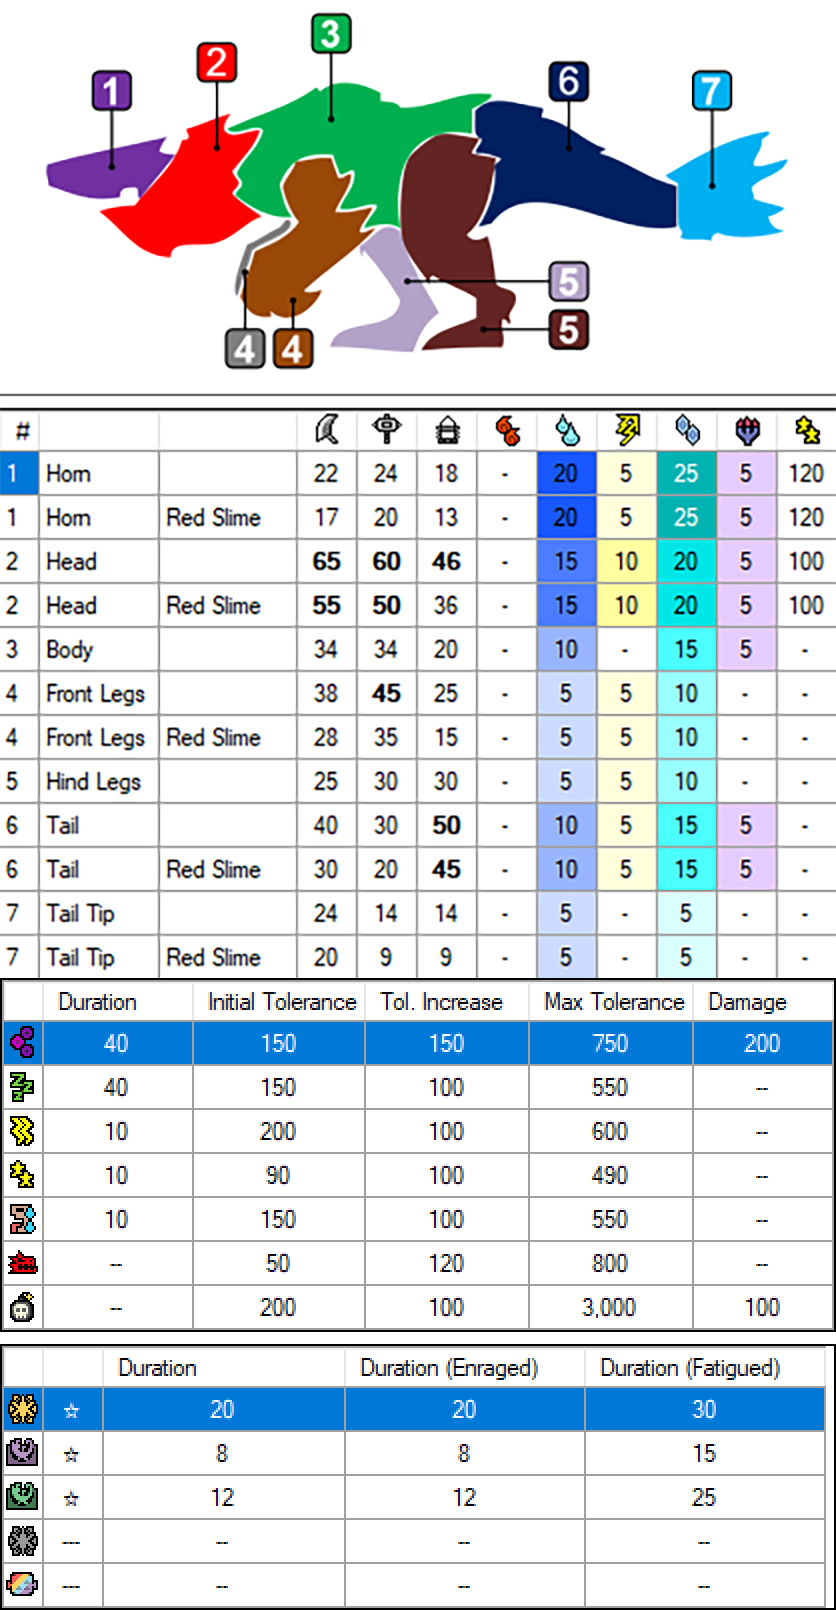 3
2
1
6
7
5
5
4 4
#
1 Horn 22 24 18 - 20 5 25 5 120
1 Horn Red Slime 17 20 13 - 20 5 25 5 120
2 Head 65 60 46 - 15 10 20 5 100
2 Head Red Slime 55 50 36 - 15 10 20 5 100
3 Body 34 34 20 - 10 - 15 5 -
4 Front Legs 38 45 25 - 5 5 10 - -
4 Front Legs Red Slime 28 35 15 - 5 5 10 - -
5 Hind Legs 25 30 30 - 5 5 10 - -
6 Tail 40 30 50 - 10 5 15 5 -
6 Tail Red Slime 30 20 45 - 10 5 15 5 -
7 Tail Tip 24 14 14 - 5 - 5 - -
7 Tail Tip Red Slime 20 9 9 - 5 - 5 - -
Duration Initial Tolerance Tol. Increase Max Tolerance Damage
40 150 150 750 200
40 150 100 550 --
10 200 100 600 --
10 90 100 490 --
10 150 100 550 --
-- 50 120 800 --
-- 200 100 3,000 100
Duration Duration (Enraged) Duration (Fatigued)
☆ 20 20 30
☆ 8 8 15
☆ 12 12 25
--- -- -- --
--- -- -- --